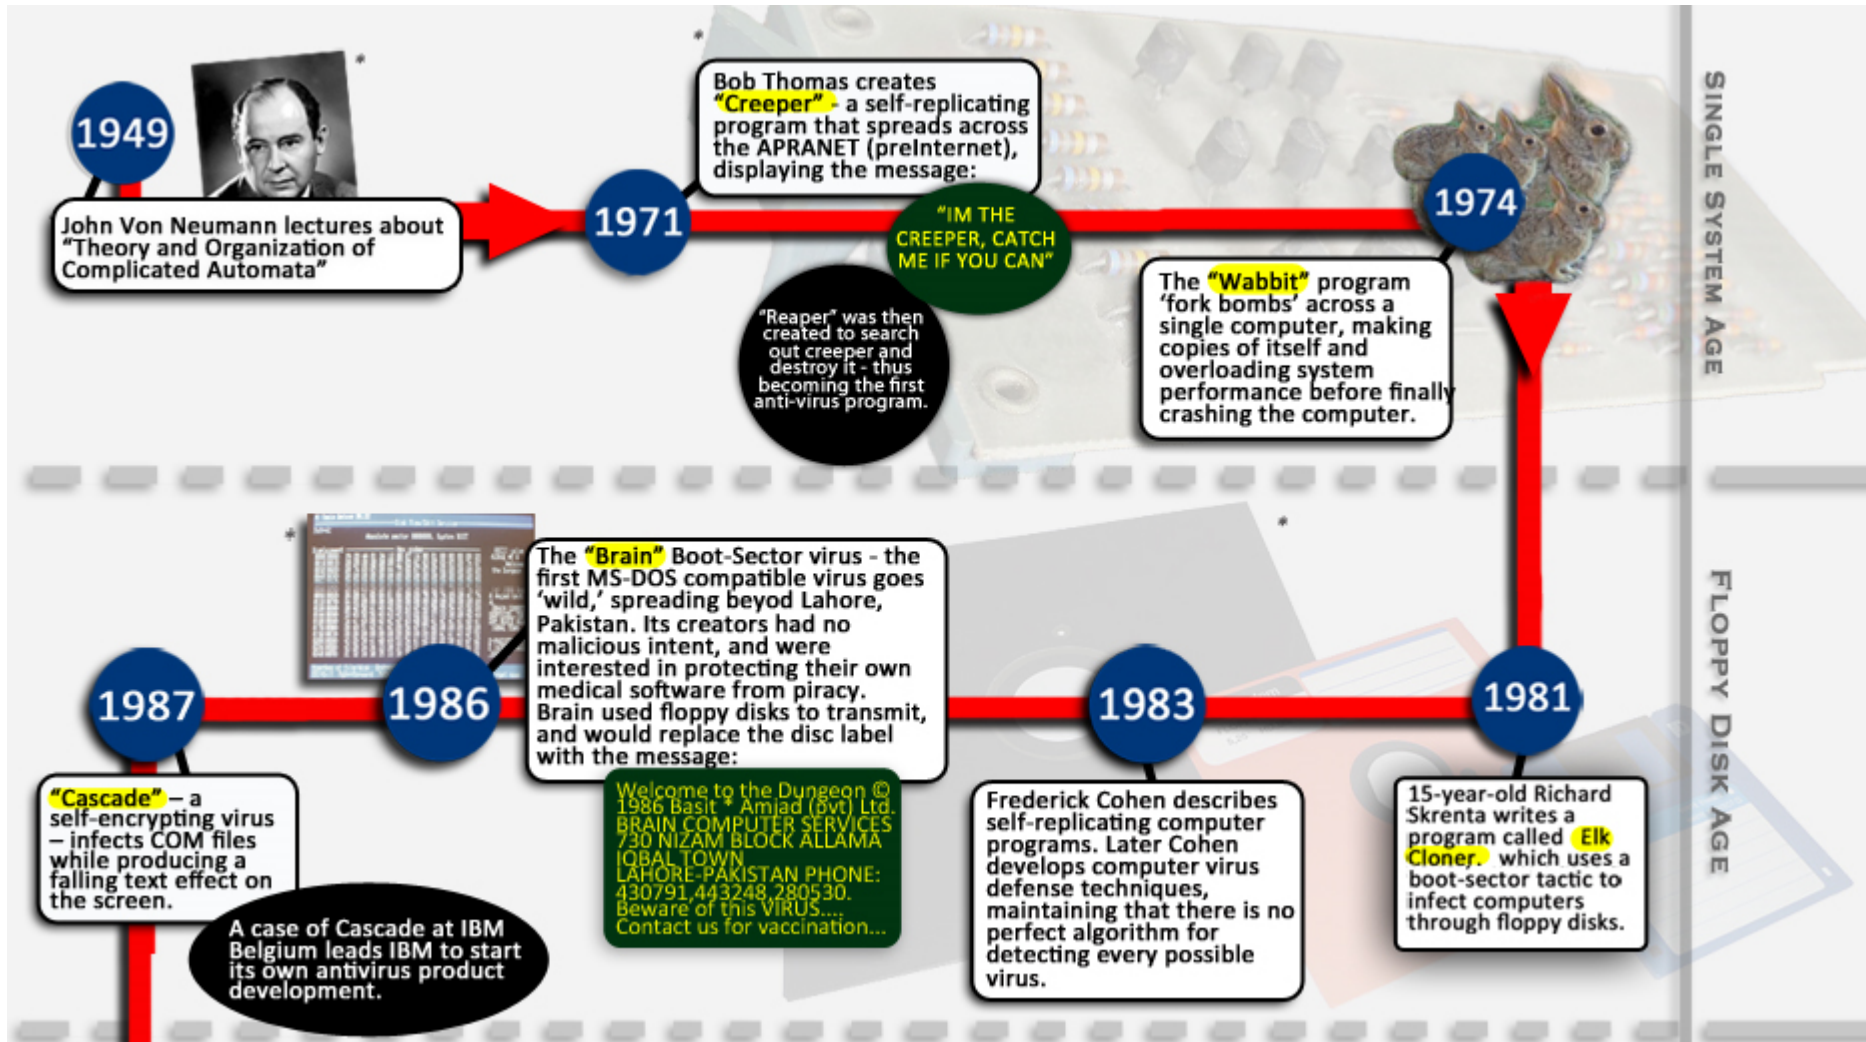 1949
John Von Neumann lectures about
“Theory and Organization of
Complicated Automata”
1971
Bob Thomas creates
“Creeper” - a self-replicating
program that spreads across
the APRANET (preInternet),
displaying the message:
“IM THE
CREEPER, CATCH
ME IF YOU CAN”
“Reaper” was then
created to search
out creeper and
destroy it - thus
becoming the first
anti-virus program.
1974
The “Wabbit” program
‘fork bombs’ across a
single computer, making
copies of itself and
overloading system
performance before finally
crashing the computer.
SINGLE SYSTEM AGE
1981
15-year-old Richard
Skrenta writes a
program called Elk
Cloner. which uses a
boot-sector tactic to
infect computers
through floppy disks.
1983
Frederick Cohen describes
self-replicating computer
programs. Later Cohen
develops computer virus
defense techniques,
maintaining that there is no
perfect algorithm for
detecting every possible
virus.
1986
The “Brain” Boot-Sector virus - the
first MS-DOS compatible virus goes
‘wild,’ spreading beyod Lahore,
Pakistan. Its creators had no
malicious intent, and were
interested in protecting their own
medical software from piracy.
Brain used floppy disks to transmit,
and would replace the disc label
with the message:
Welcome to the Dungeon ©
1986 Basit * Amjad (pvt) Ltd.
BRAIN COMPUTER SERVICES
730 NIZAM BLOCK ALLAMA
IQBAL TOWN
LAHORE-PAKISTAN PHONE:
430791,443248,280530.
Beware of this VIRUS....
Contact us for vaccination...
1987
“Cascade” – a
self-encrypting virus
– infects COM files
while producing a
falling text effect on
the screen.
A case of Cascade at IBM
Belgium leads IBM to start
its own antivirus product
development.
FLOPPY DISK AGE